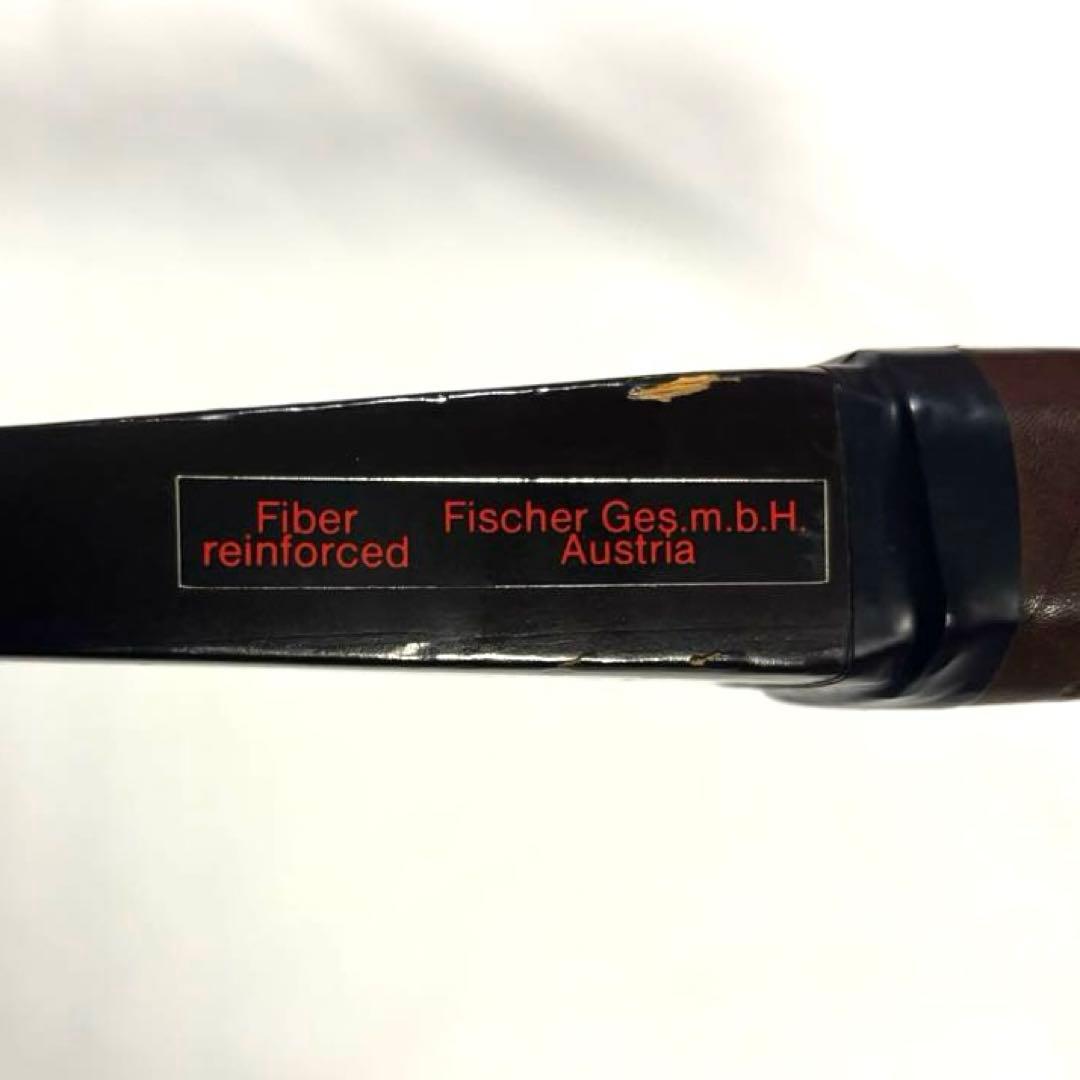 Fiber
reinforced
Fischer Ges.m.b.H.
Austria